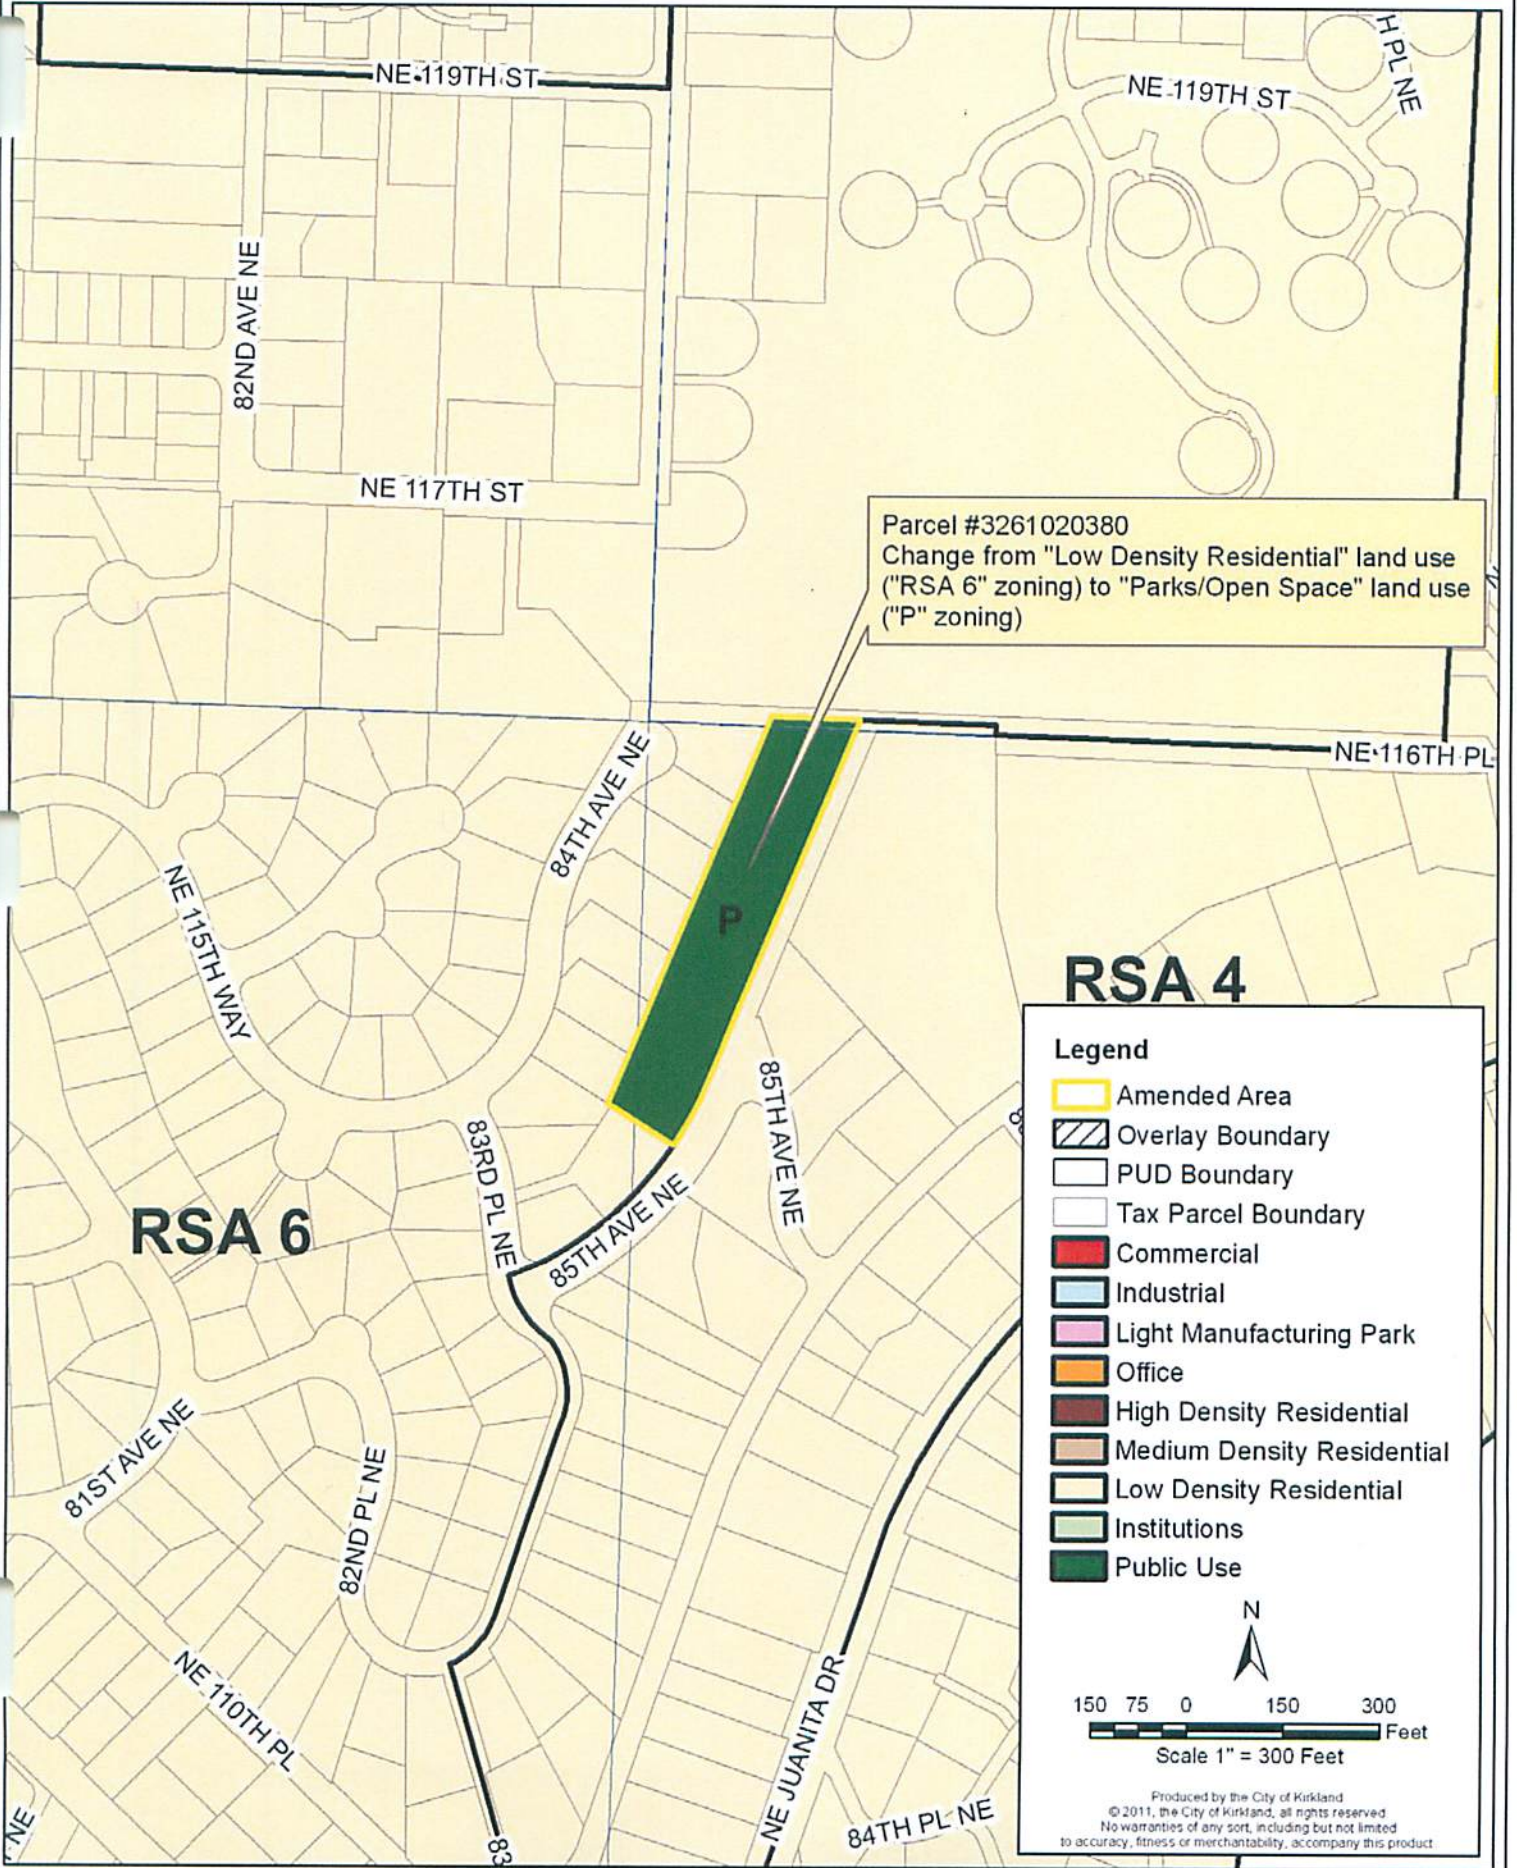 NE 119TH ST
NE 119TH ST
H PL NE
82ND AVE NE
NE 117TH ST
Parcel #3261020380
Change from "Low Density Residential" land use
("RSA 6" zoning) to "Parks/Open Space" land use
("P" zoning)
NE 116TH PL
84TH AVE NE
NE 115TH WAY
P
RSA 4
85TH AVE NE
83RD PL NE
85TH AVE NE
RSA 6
81ST AVE NE
82ND PL NE
NE 110TH PL
NE JUANITA DR
84TH PL NE
NE
83
Legend
Amended Area
Overlay Boundary
PUD Boundary
Tax Parcel Boundary
Commercial
Industrial
Light Manufacturing Park
Office
High Density Residential
Medium Density Residential
Low Density Residential
Institutions
Public Use
N
150 75 0 150 300
Feet
Scale 1" = 300 Feet
Produced by the City of Kirkland
© 2011, the City of Kirkland, all rights reserved
No warranties of any sort, including but not limited
to accuracy, fitness or merchantability, accompany this product